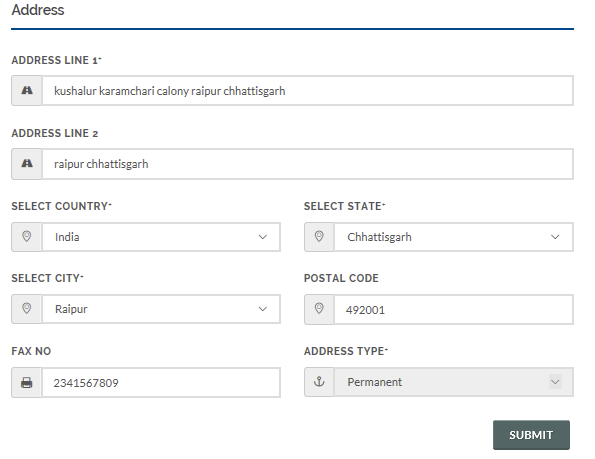 Address
ADDRESS LINE 1*
kushalur karamchari calony raipur chhattisgarh
ADDRESS LINE 2
raipur chhattisgarh
SELECT COUNTRY* SELECT STATE*
India Chhattisgarh
SELECT CITY* POSTAL CODE
Raipur 492001
FAX NO ADDRESS TYPE*
2341567809 Permanent
SUBMIT